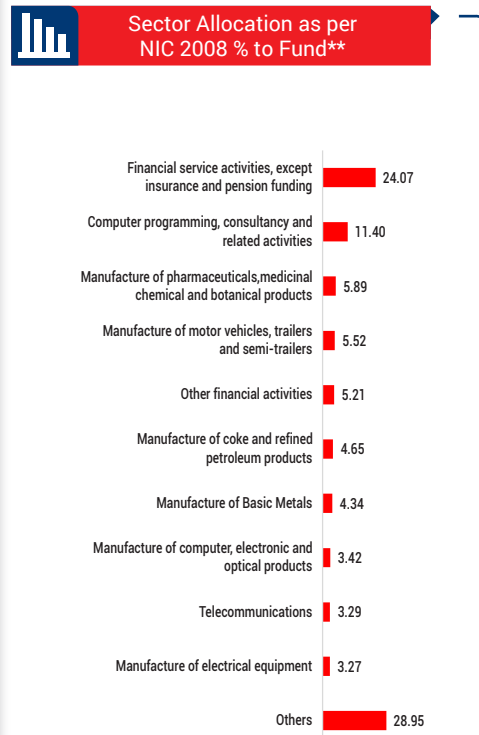 Sector Allocation as per
NIC 2008 % to Fund**
Financial service activities, except
insurance and pension funding
24.07
Computer programming, consultancy and
related activities
11.40
Manufacture of pharmaceuticals,medicinal
chemical and botanical products
5.89
Manufacture of motor vehicles, trailers
and semi-trailers
5.52
Other financial activities
5.21
Manufacture of coke and refined
petroleum products
4.65
Manufacture of Basic Metals
4.34
Manufacture of computer, electronic and
optical products
3.42
Telecommunications
3.29
Manufacture of electrical equipment
3.27
Others
28.95